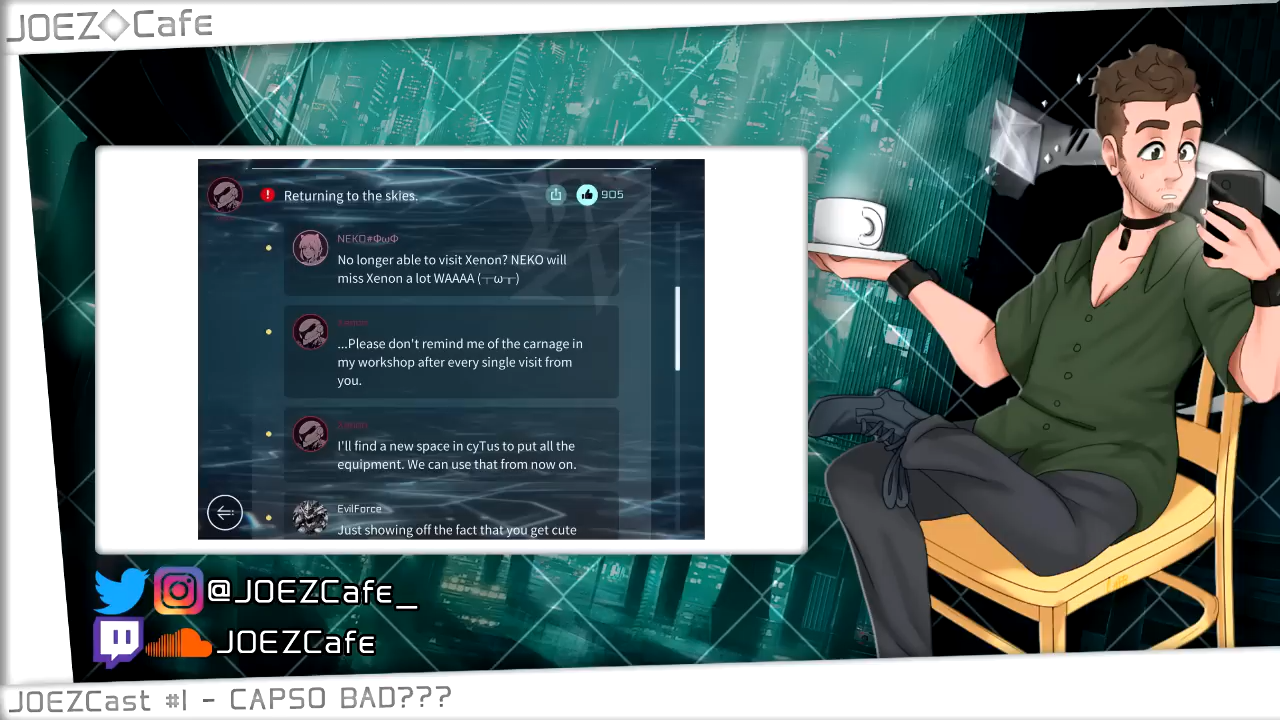 JOEZ Cafe
Returning to the skies.
905
NEKO#ΦωΦ
No longer able to visit Xenon? NEKO will
miss Xenon a lot WAAAA (┬ω┬)
Xenon
...Please don't remind me of the carnage in
my workshop after every single visit from
you.
Xenon
I'll find a new space in cyTus to put all the
equipment. We can use that from now on.
EvilForce
Just showing off the fact that you get cute
@JOEZCafe_
JOEZCafe
JOEZCast #1 - CAPSO BAD???